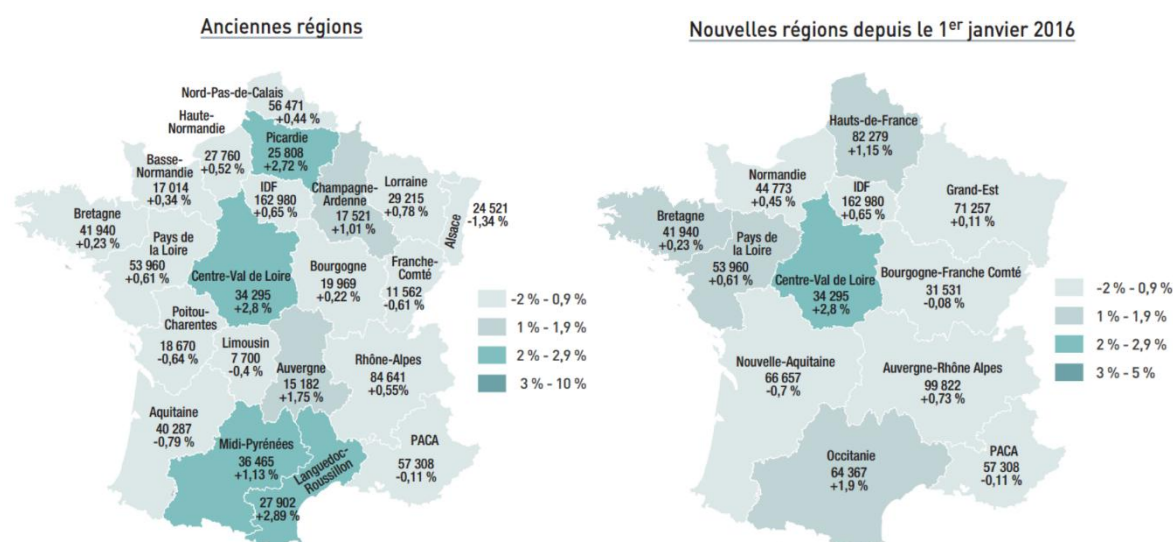 Anciennes régions
Nord-Pas-de-Calais
56 471
+0,44 %
Haute-
Normandie
27 760
+0,52 %
Picardie
25 808
+2,72 %
Basse-
Normandie
17 014
+0,34 %
IDF
162 980
+0,65 %
Champagne-
Ardenne
17 521
+1,01 %
Lorraine
29 215
+0,78 %
Alsace
24 521
-1,34 %
Bretagne
41 940
+0,23 %
Pays de
la Loire
53 960
+0,61 %
Centre-Val de Loire
34 295
+2,8 %
Bourgogne
19 969
+0,22 %
Franche-
Comté
11 562
-0,61 %
Poitou-
Charentes
18 670
-0,64 %
Limousin
7 700
-0,4 %
Auvergne
15 182
+1,75 %
Rhône-Alpes
84 641
+0,55%
Aquitaine
40 287
-0,79 %
Midi-Pyrénées
36 465
+1,13 %
Languedoc-
Roussillon
27 902
+2,89 %
PACA
57 308
-0,11 %
-2 % - 0,9 %
1 % - 1,9 %
2 % - 2,9 %
3 % - 10 %
Nouvelles régions depuis le 1er janvier 2016
Hauts-de-France
82 279
+1,15 %
Normandie
44 773
+0,45 %
IDF
162 980
+0,65 %
Grand-Est
71 257
+0,11 %
Bretagne
41 940
+0,23 %
Pays de
la Loire
53 960
+0,61 %
Centre-Val de Loire
34 295
+2,8 %
Bourgogne-Franche Comté
31 531
-0,08 %
Nouvelle-Aquitaine
66 657
-0,7 %
Auvergne-Rhône Alpes
99 822
+0,73 %
Occitanie
64 367
+1,9 %
PACA
57 308
-0,11 %
-2 % - 0,9 %
1 % - 1,9 %
2 % - 2,9 %
3 % - 5 %